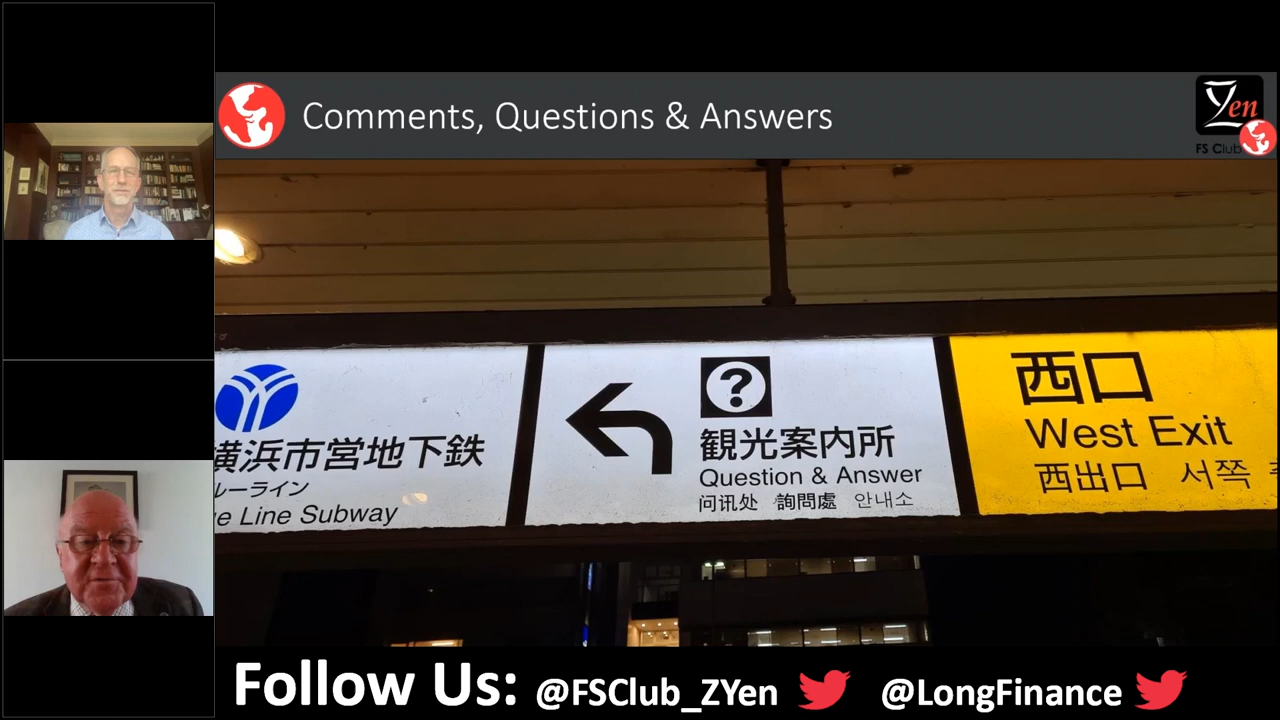 Comments, Questions & Answers
Yen
FS Club
横浜市営地下鉄
ルーライン
e Line Subway
?
観光案内所
Question & Answer
问讯处 詢問處 안내소
西口
West Exit
西出口 서쪽
Follow Us: @FSClub_ZYen @LongFinance